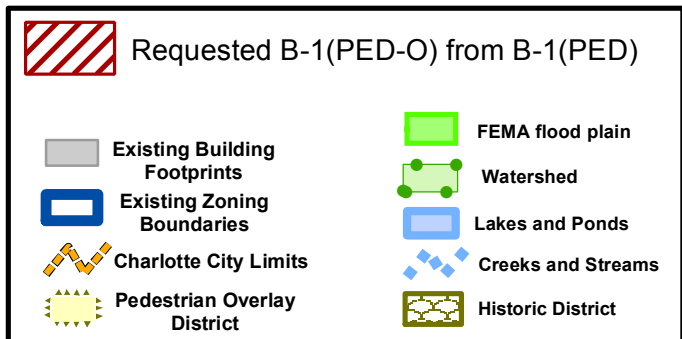 Requested B-1(PED-O) from B-1(PED)
Existing Building
Footprints
Existing Zoning
Boundaries
Charlotte City Limits
Pedestrian Overlay
District
FEMA flood plain
Watershed
Lakes and Ponds
Creeks and Streams
Historic District